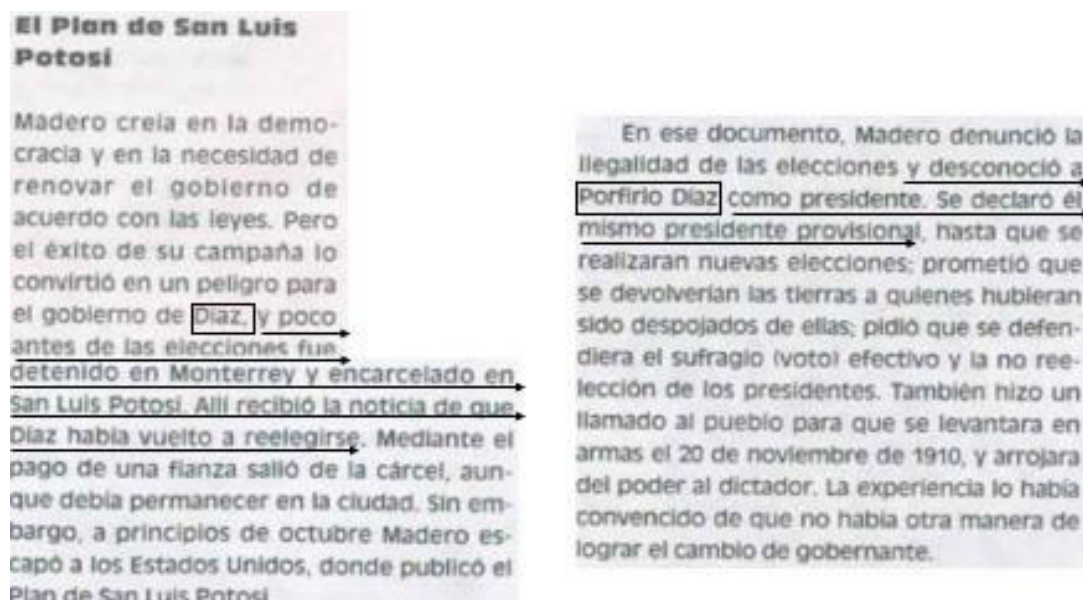 El Plan de San Luis
Potosí
Madero creía en la demo-
cracia y en la necesidad de
renovar el gobierno de
acuerdo con las leyes. Pero
el éxito de su campaña lo
convirtió en un peligro para
el gobierno de Díaz, y poco
antes de las elecciones fue
detenido en Monterrey y encarcelado en
San Luis Potosí. Allí recibió la noticia de que
Díaz había vuelto a reelegirse. Mediante el
pago de una fianza salió de la cárcel, aun-
que debía permanecer en la ciudad. Sin em-
bargo, a principios de octubre Madero es-
capó a los Estados Unidos, donde publicó el
Plan de San Luis Potosí
En ese documento, Madero denunció la
ilegalidad de las elecciones y desconoció a
Porfirio Díaz como presidente. Se declaró él
mismo presidente provisional, hasta que se
realizaran nuevas elecciones; prometió que
se devolverían las tierras a quienes hubieran
sido despojados de ellas; pidió que se defen-
diera el sufragio (voto) efectivo y la no ree-
lección de los presidentes. También hizo un
llamado al pueblo para que se levantara en
armas el 20 de noviembre de 1910, y arrojara
del poder al dictador. La experiencia lo había
convencido de que no había otra manera de
lograr el cambio de gobernante.